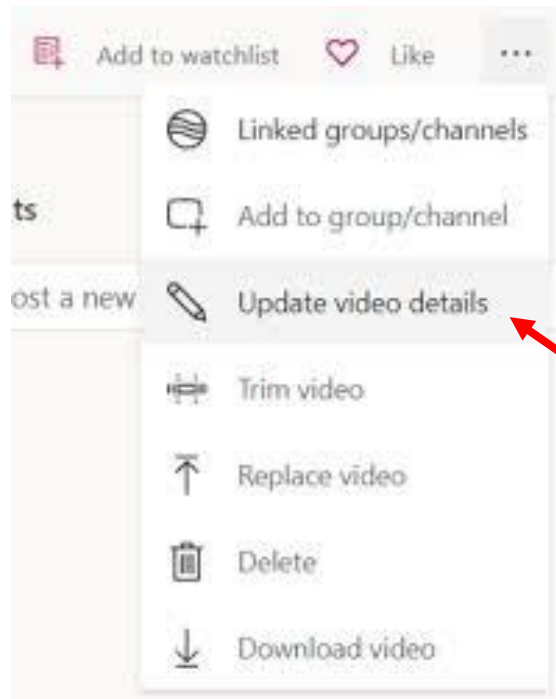 Add to watchlist Like ...
Linked groups/channels
ts Add to group/channel
ost a new Update video details
Trim video
Replace video
Delete
Download video